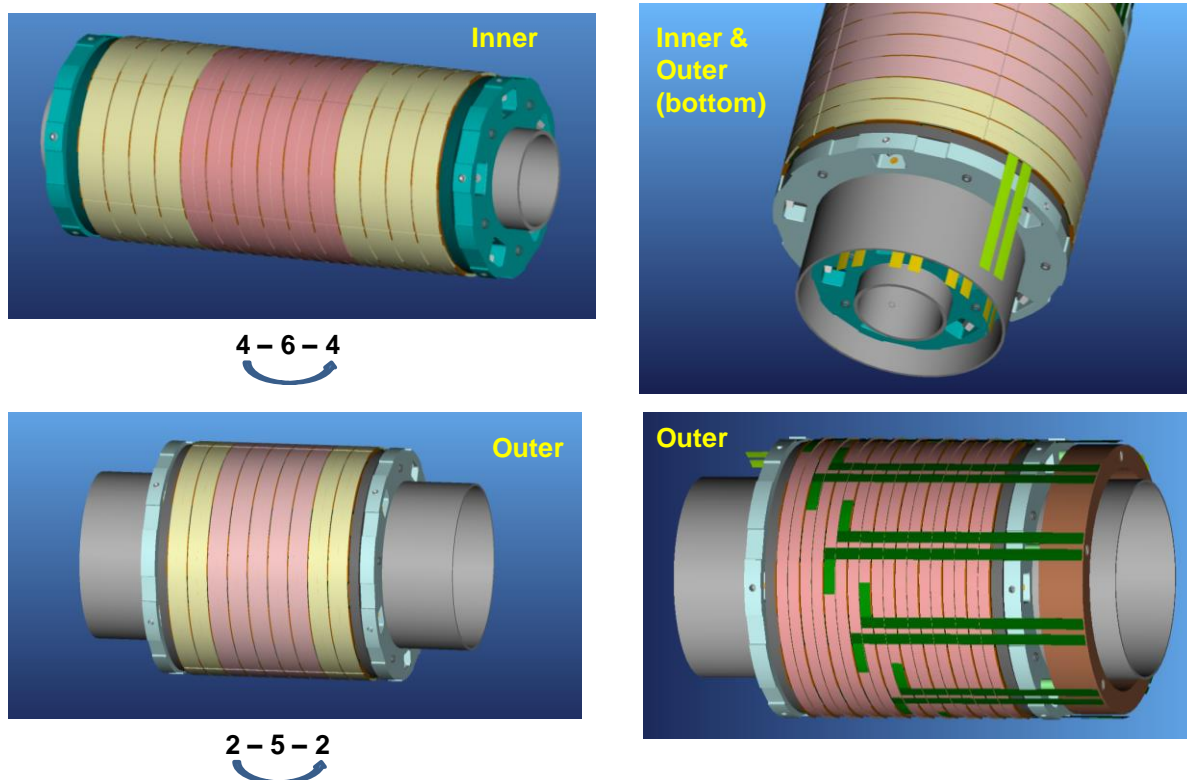 Inner
Inner &
Outer
(bottom)
4 – 6 – 4
Outer
Outer
2 – 5 – 2